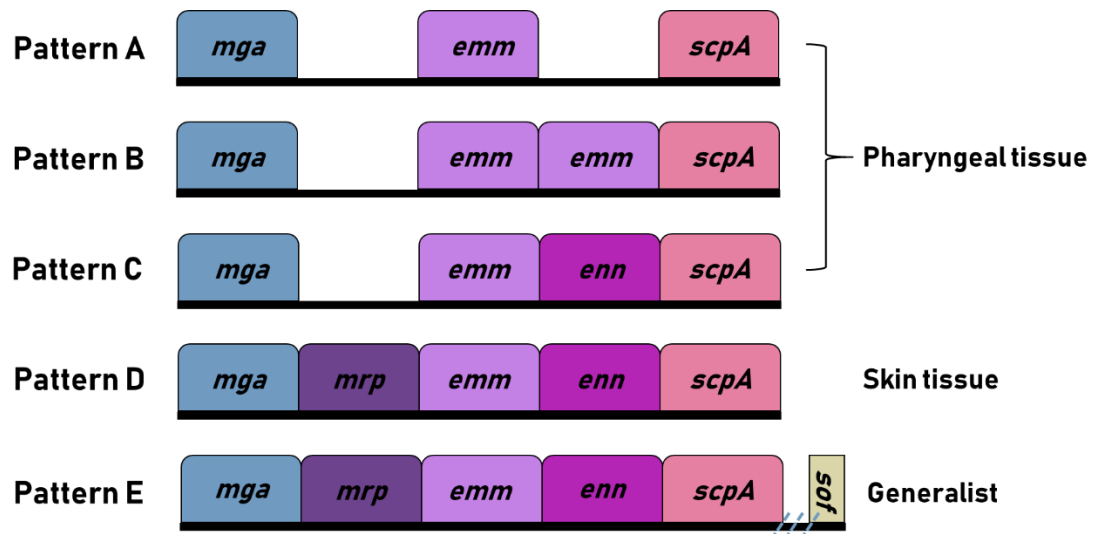 Pattern A mga emm scpA
Pattern B mga emm emm scpA Pharyngeal tissue
Pattern C mga emm enn scpA
Pattern D mga mrp emm enn scpA Skin tissue
Pattern E mga mrp emm enn scpA sof Generalist